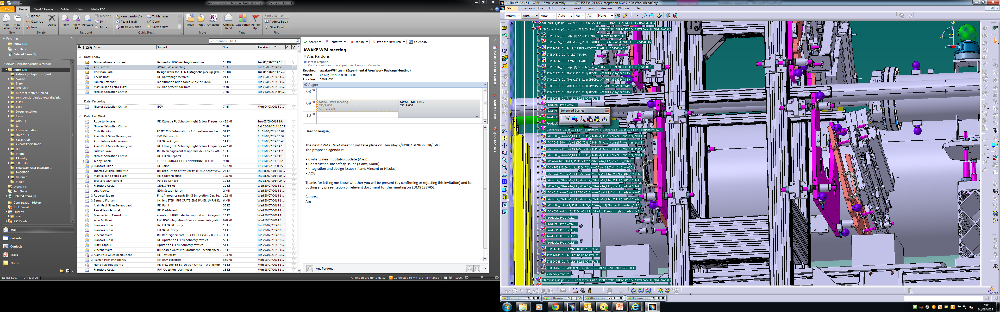 Inbox - nicolas.sebastien.chritin@cern.ch - Microsoft Outlook
File Home Send / Receive Folder View Adobe PDF
New E-mail New Items Ignore Clean Up Junk Delete Reply Reply All Forward Meeting IM More
cern pension/m... To Manager
Team E-mail Done
Reply & Delete Create New
Move Rules OneNote Unread/ Read Categorize Follow Up Find a Contact
Address Book
Filter E-mail
New Delete Respond Quick Steps Move Tags Find
Favorites
Inbox (26)
Sent Items
Deleted Items (9)
nicolas.sebastien.chritin@cern.ch
Inbox (26)
Astuces pratiques support
Awake
Biere
BOOSTER
Buncher Steffen/Ahmed
cern pension/maladie/salaire/ert...
CLIC1
CTF3
Documentation
Elena
GRACQ
IC
Instrumentation
Isolde RFQ
Kayak club
kNOWLEDGE BASE
LHC
Phone
PS cavity
SKI CLUB
Smarteam User Interface (1)
TAC/NTOF
trainnee
Victor
Drafts [55]
Sent Items
Deleted Items (9)
Conversation History
Junk E-mail
Outbox
mail
RSS Feeds
Mail
Calendar
Contacts
Tasks
Notes
Items: 5,027 Unread: 26
Search Inbox (Ctrl+E)
From Subject Size Received C...
Date: Today
Massimiliano Ferro-Luzzi Reminder: BGV meeting tomorrow 13 KB Tue 05/08/2014 15...
Ans Pardons AWAKE WP4 meeting 15 KB Tue 05/08/2014 12:...
Christian Carli Design work for ELENA Magnetic pick-up [Fw... 13 KB Tue 05/08/2014 12...
Cecilia Rossi RE: Rattrapage mercredi 24 KB Tue 05/08/2014 11:...
Fabien Cottenot modification bride conique pleine Ø206 11 KB Tue 05/08/2014 11:...
Massimiliano Ferro-Luzzi Re: Rangement doc BGV 9 KB Tue 05/08/2014 10:...
Nicolas Sebastien Chritin 7 KB Tue 05/08/2014 04:...
Date: Yesterday
Nicolas Sebastien Chritin BGV 7 KB Mon 04/08/2014 2...
Date: Last Week
Roberto Kersevan RE: Etuvage PU Schottky Hight & Low Frequency 422 KB Sun 03/08/2014 19:...
Nicolas Sebastien Chritin 7 KB Sat 02/08/2014 15:39
Ccrb Planning LD2IC 2014 Information / Informations sur l'ex... 57 KB Fri 01/08/2014 18:07
Alain Paul Gilles Demougeot FW: Belows info 52 KB Fri 01/08/2014 15:52
Antti Juhani Kolehmainen ELENA in August 14 KB Fri 01/08/2014 14:43
Alain Paul Gilles Demougeot RE: Etuvage PU Schottky Hight & Low Frequency 422 KB Fri 01/08/2014 14:10
Ludovic Favre RE: Demenagement temporaire de Fabien Cott... 18 KB Fri 01/08/2014 11:26
Nicolas Sebastien Chritin RE: ELENA reports 11 KB Fri 01/08/2014 11:18
Teddy Capelli UUUURRRRGGGGEEEENNNNNNNTTTT !!!!!!!! 9 KB Fri 01/08/2014 10:20
Francois Pillon RE: Joint 497 KB Fri 01/08/2014 09:50
Thomas William Birtwistle RE: production of test cavity (ELENA Schottky ... 23 KB Thu 31/07/2014 18:...
Massimiliano Ferro-Luzzi RE: today meeting 128 KB Thu 31/07/2014 10:...
cecilia.rossi@libero.it Fete de Geneve 19 KB Thu 31/07/2014 09:...
Francisco Costa ST0617736_01 10 KB Wed 30/07/2014 1...
Luis Alberty EDM Section lunch 2 MB Wed 30/07/2014 1...
Roberto Saban First Announcement: EN-KT Innovation Day, Tu... 102 KB Wed 30/07/2014 1...
Bernard Florian fichiers STEP - RPT CRATE_BIAS PANEL_LV PANEL 6 MB Wed 30/07/2014 1...
Alain Paul Gilles Demougeot RE: Point 30 KB Wed 30/07/2014 1...
Pascal Jean Secouet RE: Dashboard 26 KB Wed 30/07/2014 1...
Massimiliano Ferro-Luzzi minutes of BGV detector support and integrati... 10 KB Wed 30/07/2014 1...
Yvon Muttoni FW: BGV integration & wire scanner integratio... 628 KB Wed 30/07/2014 0...
Francois Butin Re: ELENA RF cavity 13 KB Tue 29/07/2014 19:...
Francois Butin ELENA RF cavity 11 KB Tue 29/07/2014 16:...
Vincent Maire RE: Renseignements , DECOUPE LASER / JET D'... 36 KB Tue 29/07/2014 16:...
Francois Butin RE: update on ELENA Schottky cavities 58 KB Tue 29/07/2014 16:...
Fritz Caspers update on ELENA Schottky cavities 54 KB Tue 29/07/2014 15:...
Vincent Maire RE: Shared Access for document: Technic speci... 15 KB Tue 29/07/2014 11:...
Alain Paul Gilles Demougeot RE: Test cavity 103 KB Tue 29/07/2014 10:...
Plamen Hristov Hopchev Re: BGV detectors 385 KB Mon 28/07/2014 1...
Nuria Valverde Alonso RE: New Job BE-BI: Design Office + Workshop 41 KB Mon 28/07/2014 1...
Francisco Costa FW: Question "User needs" 15 KB Mon 28/07/2014 1...
Accept Tentative Decline Propose New Time Calendar...
AWAKE WP4 meeting
Ans Pardons
Please respond.
Conflicts with another appointment on your Calendar.
Required: awake-WP4team (Experimental Area Work Package Meeting)
When: 07 August 2014 09:00-10:00
Location: 530/R-030
07 August
08 00
09 00
10 00
AWAKE WP4 meeting
530/R-030
Ans Pardons
AWAKE MEETINGS
530-R-030
Dear colleague,
The next AWAKE WP4 meeting will take place on Thursday 7/8/2014 at 9h in 530/R-030.
The proposed agenda is:
• Civil engineering status update (Alex)
• Construction site safety issues (if any, Manu)
• Integration and design issues (if any, Vincent or Nicolas)
• AOB
Thanks for letting me know whether you will be present (by confirming or rejecting this invitation) and for
putting any presentation or relevant document for the meeting on EDMS 1397051.
Cheers,
Ans
Ans Pardons
All folders are up to date. Connected to Microsoft Exchange 100%
15:08: CAFE COLLEGUE b18
Today: 0 Tasks
Quick Contacts
CATIA V5 R23 64 - CERN : Small Assembly - - - [ST0556334_01 a.03 Integration BGV 7L4 In Work (ReadOnly) ]
Start SmarTeam File Edit View Insert Tools Analyze Window Help
Autom. Auto Auto Auto Aut Aut None
ST0594059_01 (Product20.1) DETECTORS SUPPORT FRAME ASSEMBLY LHCBGVDA0005
ST0594063_01 (Copy (1) of ST0590345_01.1) DETECTORS SUPPORT DOWNSTREAM LHCBGVDA0006
ST0594062_01 (Copy (1) of ST0591787_01.1) fake beam Ø60
ST0566527_01 (ST0566527_01.1) DOUBLE DETECTOR ASSEMBLY LHCBGVDA0007
ST0590346_01 (Part2.1) INTERMEDIATE PLATE LHCBGVDA0018
ST0596337_01 (Part1.2) T FORK
ST0596337_01 (Part1.3) T FORK
ST0592002_01 (Copy (1) of ST0272963_01.1) ADJUSTMENT BLOCK LHCBGVDA0015
ST0601276_01 (ST0601276_01.1) SPECIAL WASHER Ø9/Ø60/4MM
ST0601276_01 (ST0601276_01.2) SPECIAL WASHER Ø9/Ø60/4MM
ST0601276_01 (ST0601276_01.3) SPECIAL WASHER Ø9/Ø60/4MM
ST0601276_01 (ST0601276_01.4) SPECIAL WASHER Ø9/Ø60/4MM
ST0596248_01 (Part1.1) BILLE PORTEUSE
Product3 (Product3.1)
Product
Product
Product
Enhanced Scenes
Gathered ST0390521_01 on RectPattern.2 (Gathered ST0390521_01 on RectPattern.2.1)
ISO 7089_24x44-St_01 (ISO 7089_24x44-St_01.2) Normal PL washer_24x44
ISO 7089_24x44-St_01 (ISO 7089_24x44-St_01.1) Normal PL washer_24x44
ISO 7089_24x44-St_01 (ISO 7089_24x44-St_01.3) Normal PL washer_24x44
ISO 7089_24x44-St_01 (ISO 7089_24x44-St_01.4) Normal PL washer_24x44
ISO 4762 M8x30-A4_01 (ISO 4762 M8x30-A4_01.1) Vis CHC_M8x30
ISO 4762 M8x30-A4_01 (ISO 4762 M8x30-A4_01.2) Vis CHC_M8x30
ISO 4017_M8x40-A4_01 (ISO 4017_M8x40-A4_01.1) Vis H grade A M8x40
ISO 4017_M8x40-A4_01 (ISO 4017_M8x40-A4_01.2) Vis H grade A M8x40
ISO 4017_M8x40-A4_01 (ISO 4017_M8x40-A4_01.3) Vis H grade A M8x40
ISO 4017_M8x40-A4_01 (ISO 4017_M8x40-A4_01.4) Vis H grade A M8x40
ISO 4017_M6x65-A4_01 (ISO 4017_M6x65-A4_01.1) Vis H grade A M6x65
ISO 7089_6x12-A4_01 (ISO 7089_6x12-A4_01.1) Normal PL washer_6x12
ISO 4032_M6-A4_01 (ISO 4032_M6-A4_01.1) Ecrou H style1 grade A M6
Product1 (Product1.1)
Product1 (Product1.2)
Product1 (Product1.3)
Product1 (Product1.4)
Product1 (Product1.5)
ST0596248_01 (Part1.4) BILLE PORTEUSE
ST0596248_01 (Part1.5) BILLE PORTEUSE
ST0596248_01 (Part1.6) BILLE PORTEUSE
ST0606769_01 (ST0606769_01.1) ADJUSTMENT ROD LHCBGVDA0017
Assembly features
ST0594063_01 (Copy (1) of ST0590345_01.2) DETECTORS SUPPORT DOWNSTREAM LHCBGVDA0006
(Bottom-u... (Bottom-u... (Bottom-u... Documents
CATIA
15:08
05/08/2014